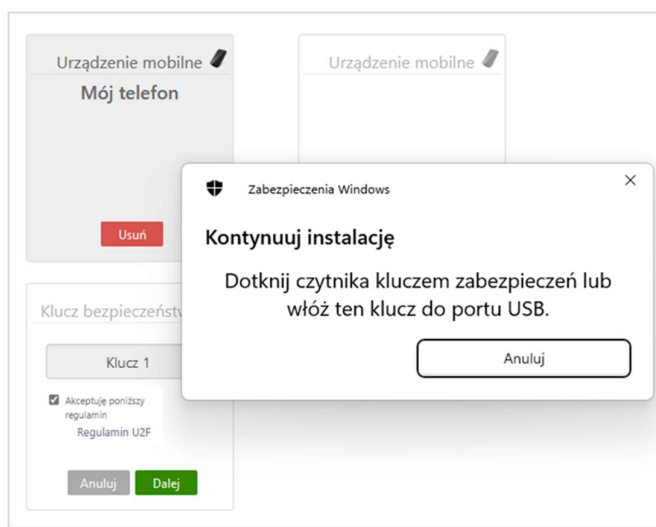 Urządzenie mobilne
Mój telefon
Usuń
Urządzenie mobilne
Zabezpieczenia Windows
Kontynuuj instalację
Dotknij czytnika kluczem zabezpieczeń lub
włóż ten klucz do portu USB.
Anuluj
Klucz bezpieczeństw
Klucz 1
Akceptuję poniższy
regulamin
Regulamin U2F
Anuluj
Dalej